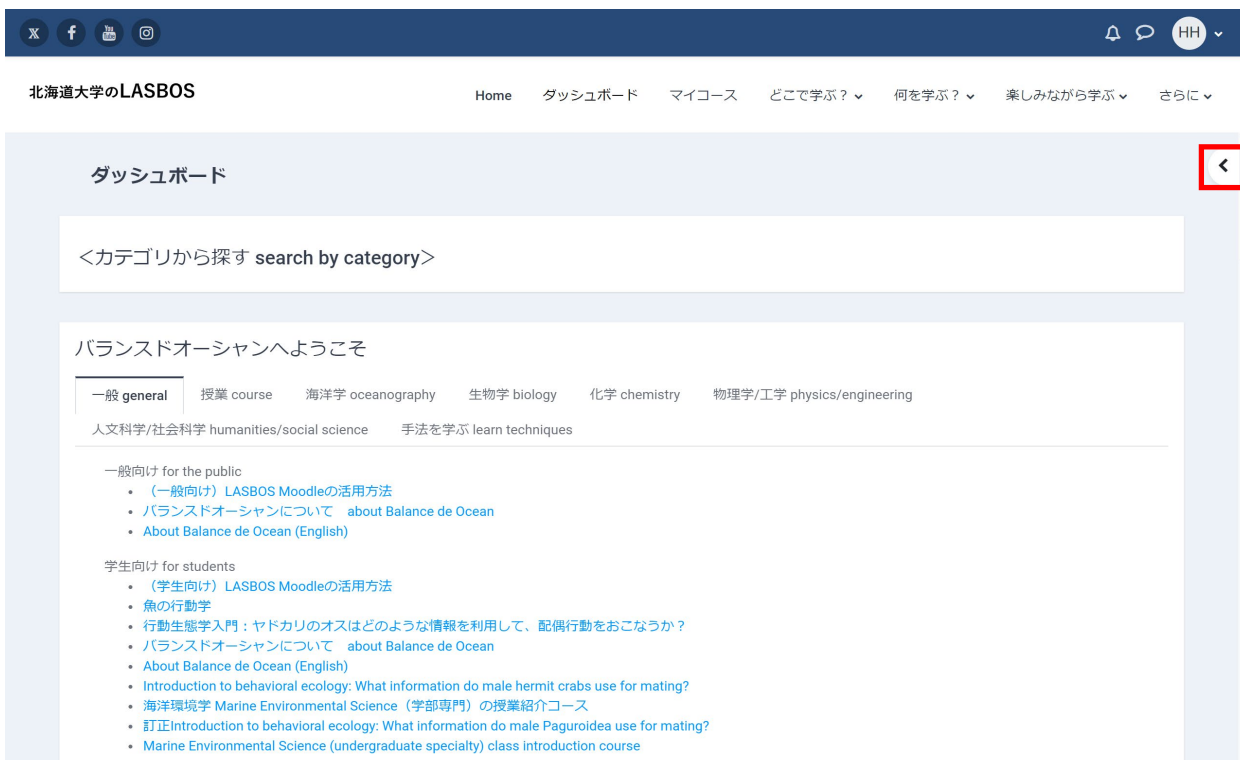 You Tube
HH
北海道大学のLASBOS
Home ダッシュボード マイコース どこで学ぶ？ 何を学ぶ？ 楽しみながら学ぶ さらに
ダッシュボード
＜カテゴリから探す search by category＞
バランスドオーシャンへようこそ
一般 general 授業 course 海洋学 oceanography 生物学 biology 化学 chemistry 物理学/工学 physics/engineering
人文科学/社会科学 humanities/social science 手法を学ぶ learn techniques
一般向け for the public
（一般向け）LASBOS Moodleの活用方法
バランスドオーシャンについて　about Balance de Ocean
About Balance de Ocean (English)
学生向け for students
（学生向け）LASBOS Moodleの活用方法
魚の行動学
行動生態学入門：ヤドカリのオスはどのような情報を利用して、配偶行動をおこなうか？
バランスドオーシャンについて　about Balance de Ocean
About Balance de Ocean (English)
Introduction to behavioral ecology: What information do male hermit crabs use for mating?
海洋環境学 Marine Environmental Science（学部専門）の授業紹介コース
訂正Introduction to behavioral ecology: What information do male Paguroidea use for mating?
Marine Environmental Science (undergraduate specialty) class introduction course